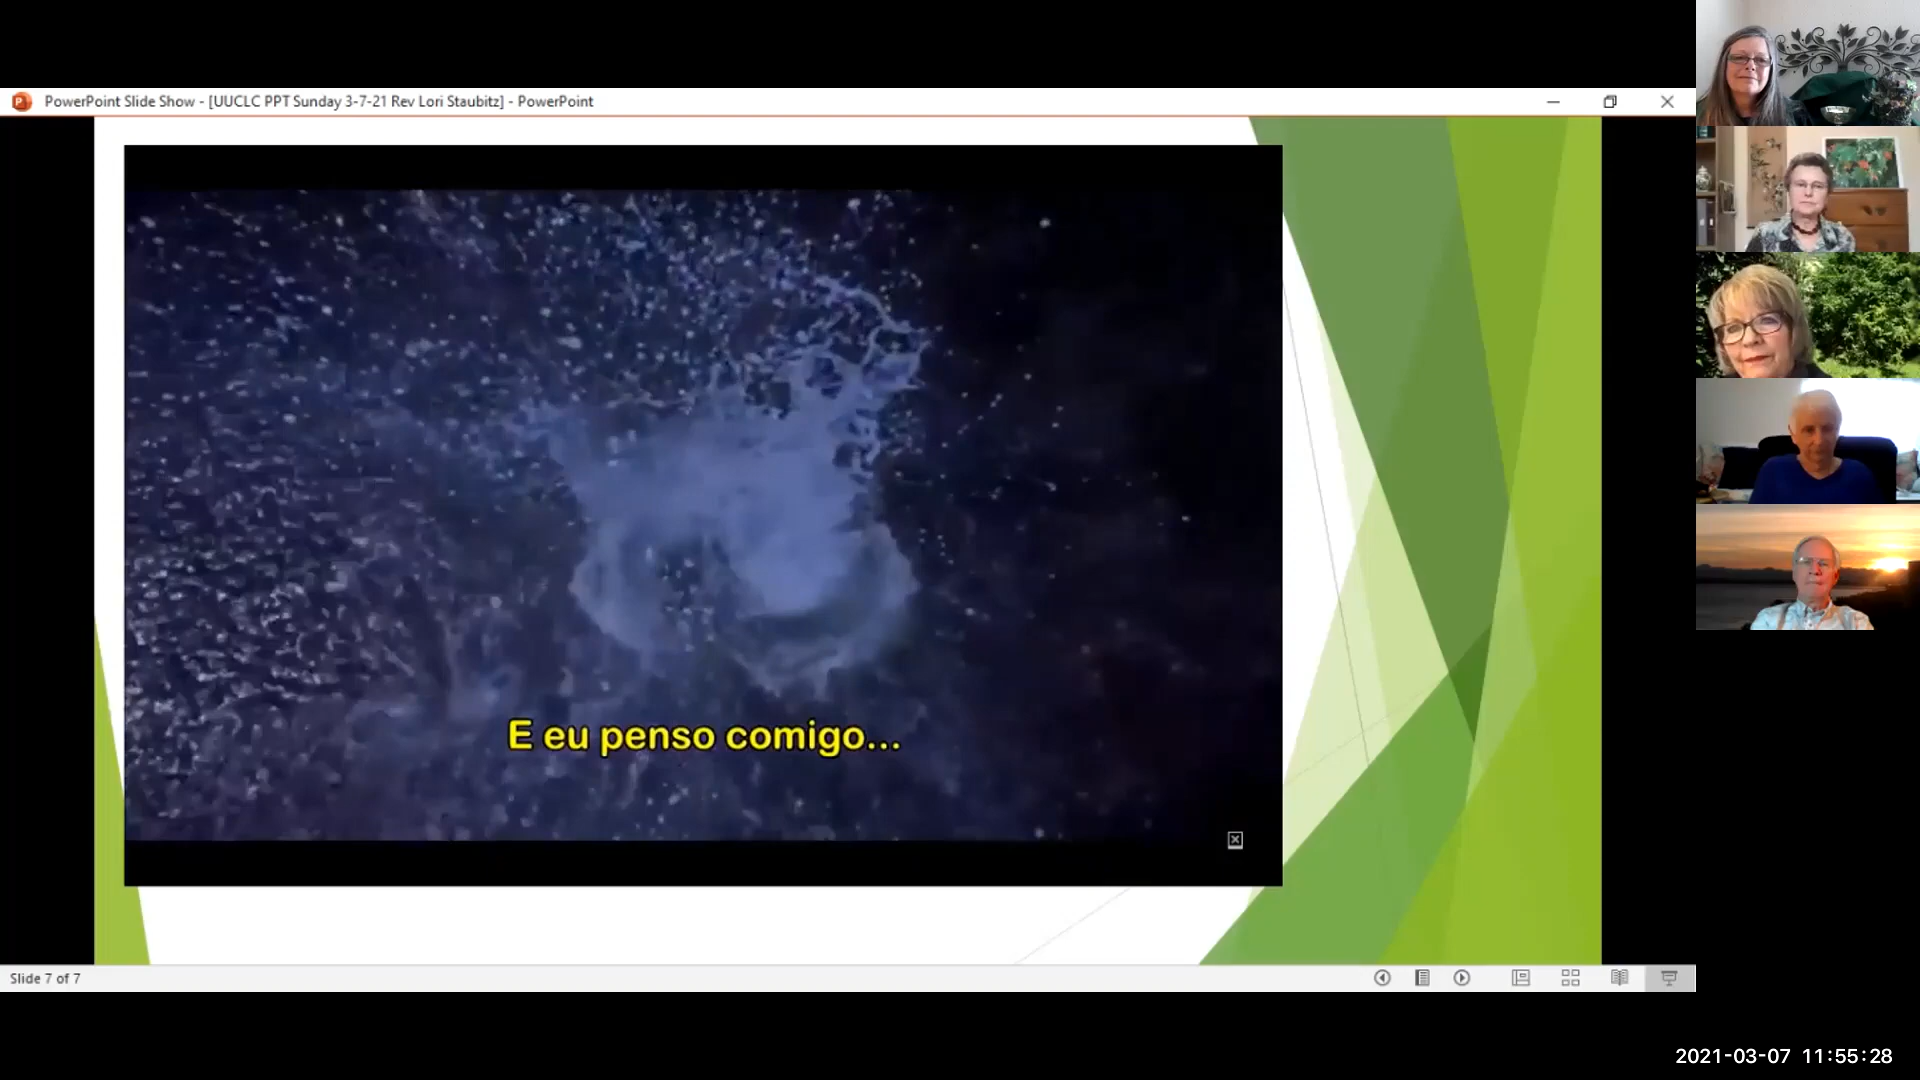 PowerPoint Slide Show - [UUCLC PPT Sunday 3-7-21 Rev Lori Staubitz] - PowerPoint
E eu penso comigo...
Slide 7 of 7
2021-03-07 11:55:28